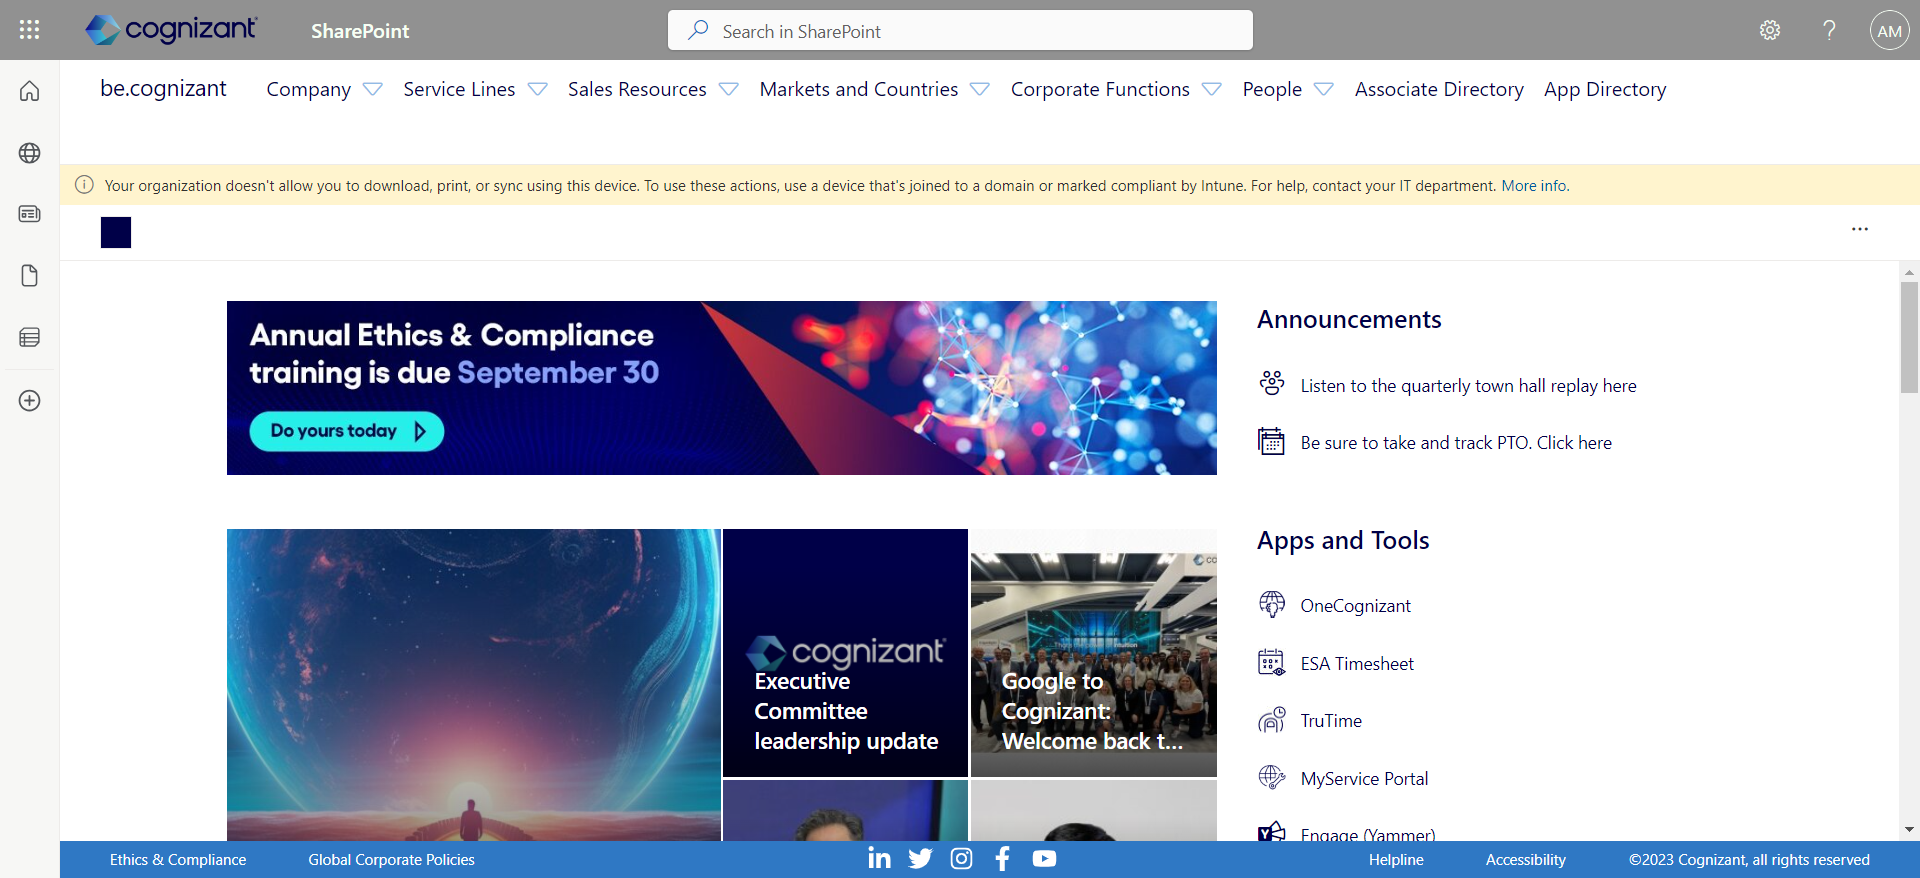 cognizant
SharePoint
Search in SharePoint
AM
be.cognizant
Company
Service Lines
Sales Resources
Markets and Countries
Corporate Functions
People
Associate Directory
App Directory
Your organization doesn't allow you to download, print, or sync using this device. To use these actions, use a device that's joined to a domain or marked compliant by Intune. For help, contact your IT department. More info.
Annual Ethics & Compliance
training is due September 30
Do yours today
Announcements
Listen to the quarterly town hall replay here
Be sure to take and track PTO. Click here
cognizant
Executive
Committee
leadership update
Google to
Cognizant:
Welcome back t...
Apps and Tools
OneCognizant
ESA Timesheet
TruTime
MyService Portal
Engage (Yammer)
Ethics & Compliance
Global Corporate Policies
Helpline
Accessibility
©2023 Cognizant, all rights reserved